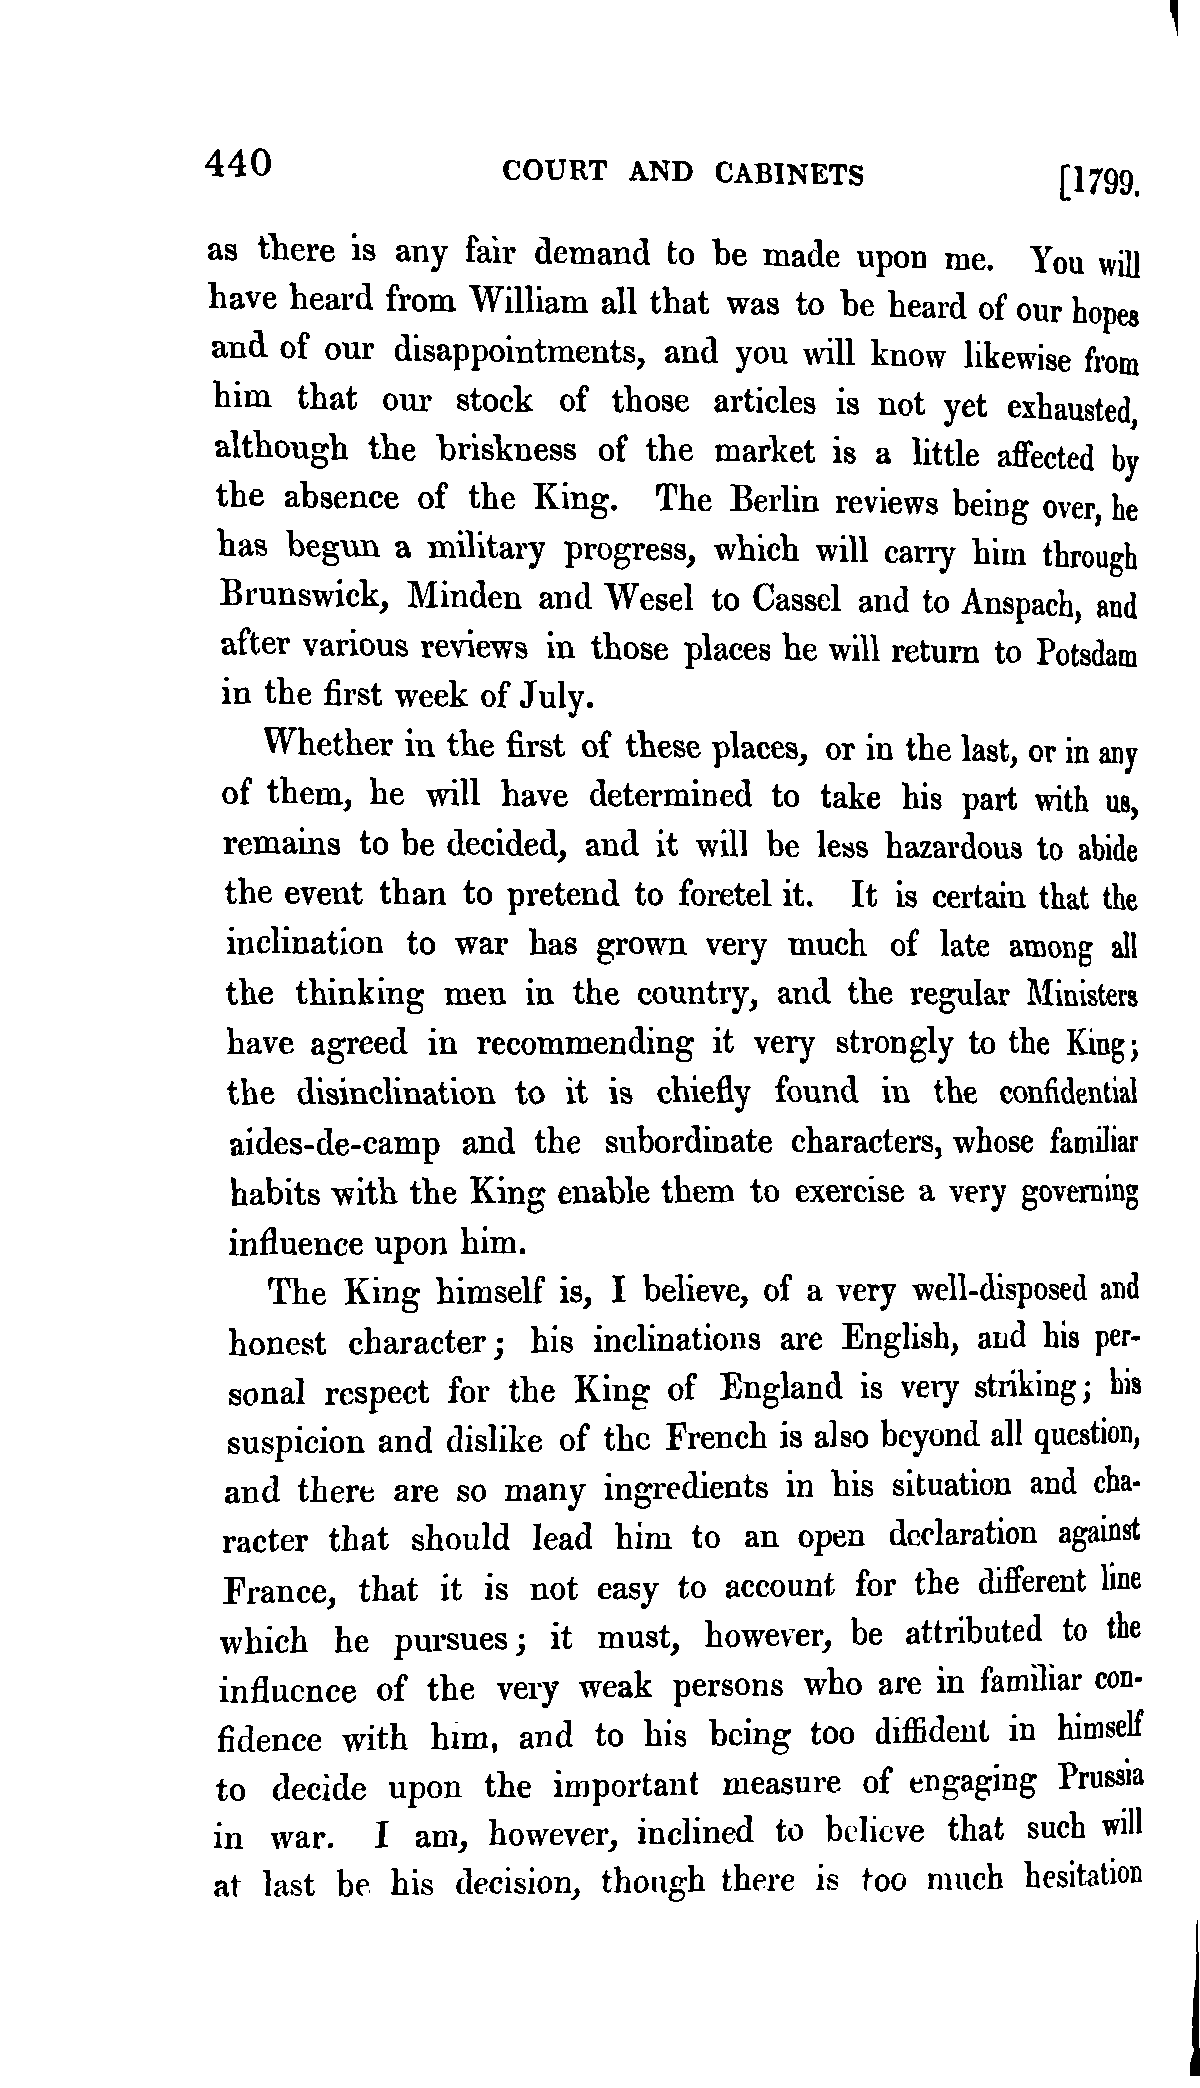 440 COURT AND CABINETS [1799.
as there is any fair demand to be made upon me. You will
have heard from William all that was to be heard of our hopes
and of our disappointments, and you will know likewise from
him that our stock of those articles is not yet exhausted,
although the briskness of the market is a little affected by
the absence of the King. The Berlin reviews being over, he
has begun a military progress, which will carry him through
Brunswick, Minden and Wesel to Cassel and to Anspach, and
after various reviews in those places he will return to Potsdam
in the first week of July.
Whether in the first of these places, or in the last, or in any
of them, he will have determined to take his part with us,
remains to be decided, and it will be less hazardous to abide
the event than to pretend to foretel it. It is certain that the
inclination to war has grown very much of late among all
the thinking men in the country, and the regular Ministers
have agreed in recommending it very strongly to the King;
the disinclination to it is chiefly found in the confidential
aides-de-camp and the subordinate characters, whose familiar
habits with the King enable them to exercise a very governing
influence upon him.
The King himself is, I believe, of a very well-disposed and
honest character; his inclinations are English, and his per-
sonal respect for the King of England is very striking; his
suspicion and dislike of the French is also beyond all question,
and there are so many ingredients in his situation and cha-
racter that should lead him to an open declaration against
France, that it is not easy to account for the different line
which he pursues; it must, however, be attributed to the
influence of the very weak persons who are in familiar con-
fidence with him, and to his being too diffident in himself
to decide upon the important measure of engaging Prussia
in war. I am, however, inclined to believe that such will
at last be his decision, though there is too much hesitation